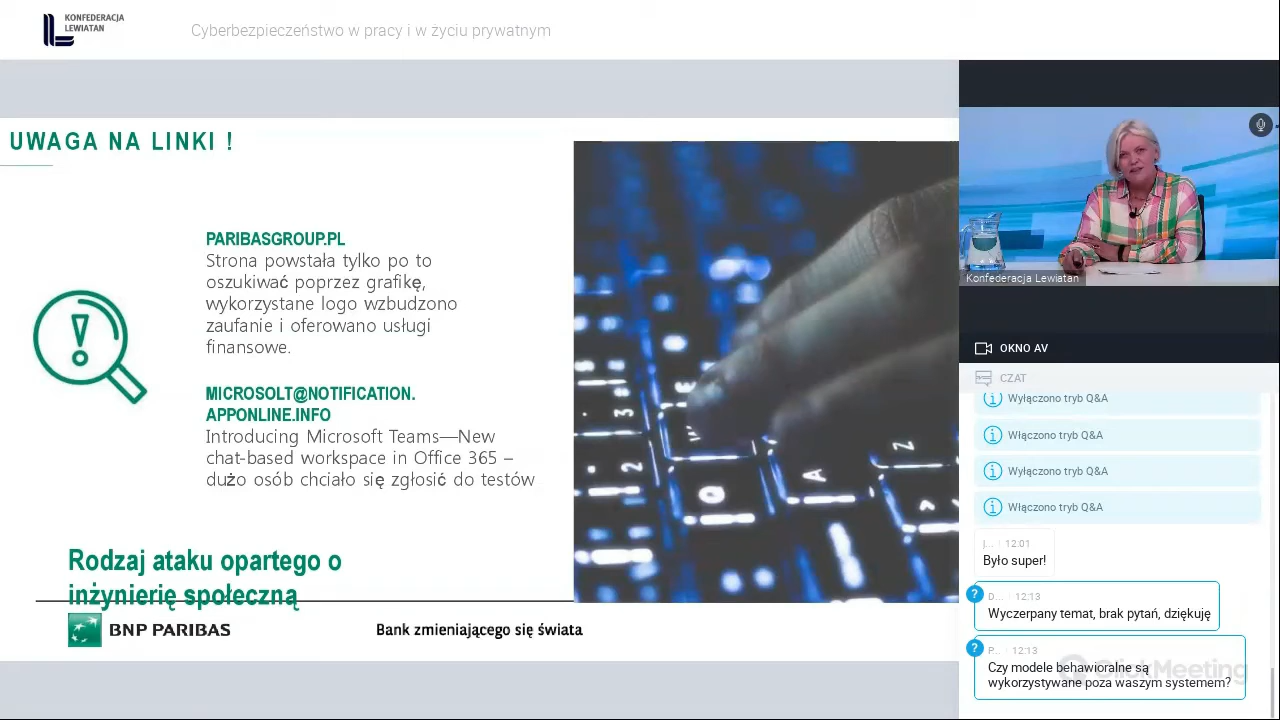 KONFEDERACJA
LEWIATAN
Cyberbezpieczeństwo w pracy i w życiu prywatnym
UWAGA NA LINKI !
PARIBASGROUP.PL
Strona powstała tylko po to
oszukiwać poprzez grafikę,
wykorzystane logo wzbudzono
zaufanie i oferowano usługi
finansowe.
MICROSOLT@NOTIFICATION.
APPONLINE.INFO
Introducing Microsoft Teams—New
chat-based workspace in Office 365 –
dużo osób chciało się zgłosić do testów
Rodzaj ataku opartego o
inżynierię społeczną
BNP PARIBAS
Bank zmieniającego się świata
3
2
Q
A
Z
Konfederacja Lewiatan
OKNO AV
CZAT
Wyłączono tryb Q&A
Włączono tryb Q&A
Wyłączono tryb Q&A
Włączono tryb Q&A
J... 12:01
Było super!
? D... 12:13
Wyczerpany temat, brak pytań, dziękuję
? P... 12:13
Czy modele behawioralne są
wykorzystywane poza waszym systemem?
ClickMeeting